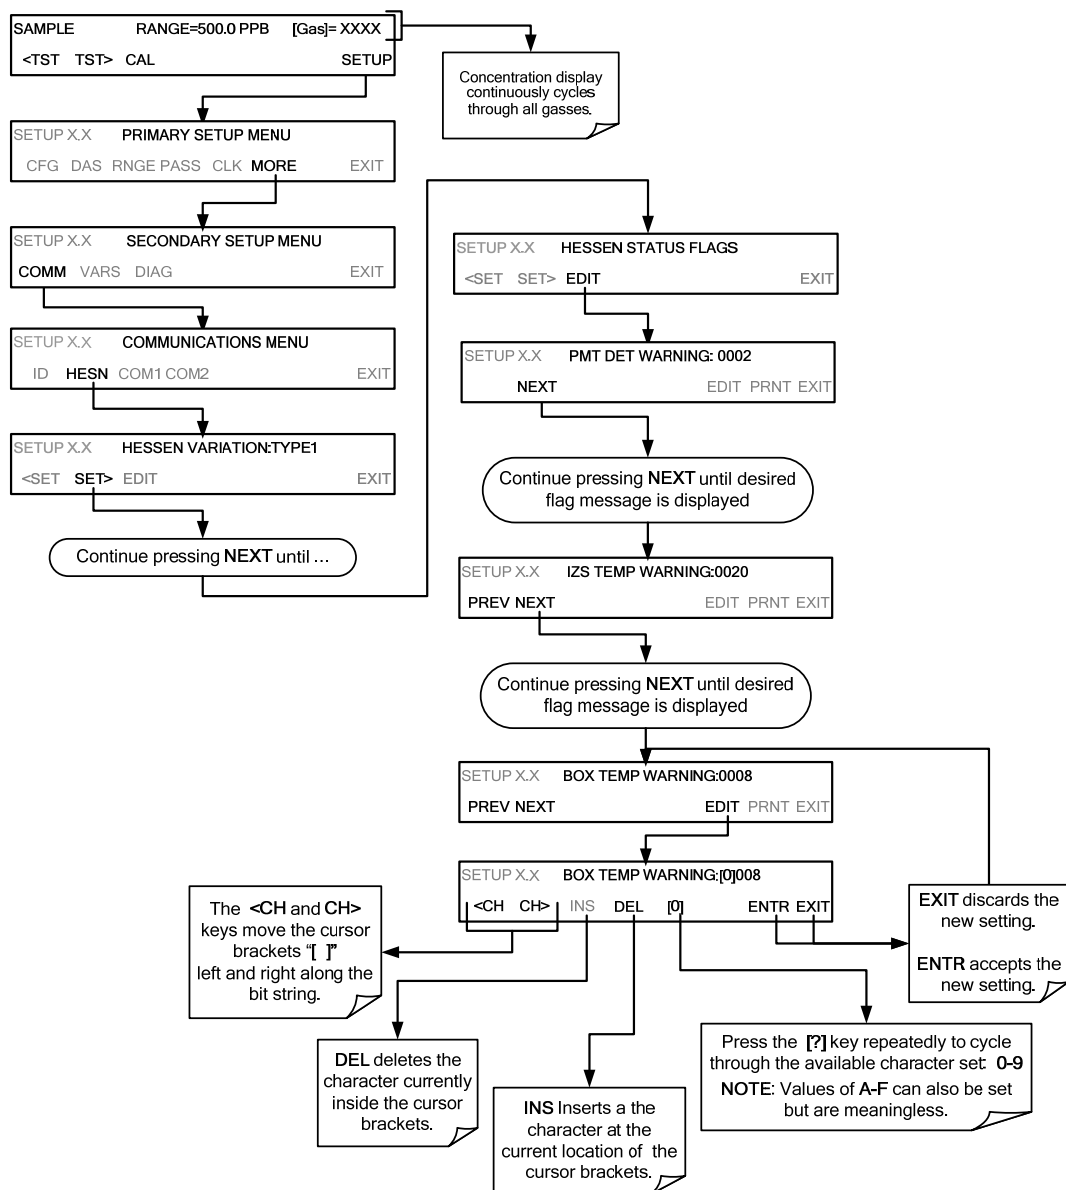 SAMPLE RANGE=500.0 PPB [Gas]= XXXX
<TST TST> CAL SETUP
Concentration display
continuously cycles
through all gasses.
SETUP X.X PRIMARY SETUP MENU
CFG DAS RNGE PASS CLK MORE EXIT
SETUP X.X SECONDARY SETUP MENU
COMM VARS DIAG EXIT
SETUP X.X COMMUNICATIONS MENU
ID HESN COM1 COM2 EXIT
SETUP X.X HESSEN VARIATION:TYPE1
<SET SET> EDIT EXIT
Continue pressing NEXT until ...
SETUP X.X HESSEN STATUS FLAGS
<SET SET> EDIT EXIT
SETUP X.X PMT DET WARNING: 0002
NEXT EDIT PRNT EXIT
Continue pressing NEXT until desired
flag message is displayed
SETUP X.X IZS TEMP WARNING:0020
PREV NEXT EDIT PRNT EXIT
Continue pressing NEXT until desired
flag message is displayed
SETUP X.X BOX TEMP WARNING:0008
PREV NEXT EDIT PRNT EXIT
SETUP X.X BOX TEMP WARNING:[0]008
<CH CH> INS DEL [0] ENTR EXIT
The <CH and CH>
keys move the cursor
brackets “[ ]”
left and right along the
bit string.
EXIT discards the
new setting.
ENTR accepts the
new setting.
DEL deletes the
character currently
inside the cursor
brackets.
INS Inserts a the
character at the
current location of the
cursor brackets.
Press the [?] key repeatedly to cycle
through the available character set: 0-9
NOTE: Values of A-F can also be set
but are meaningless.